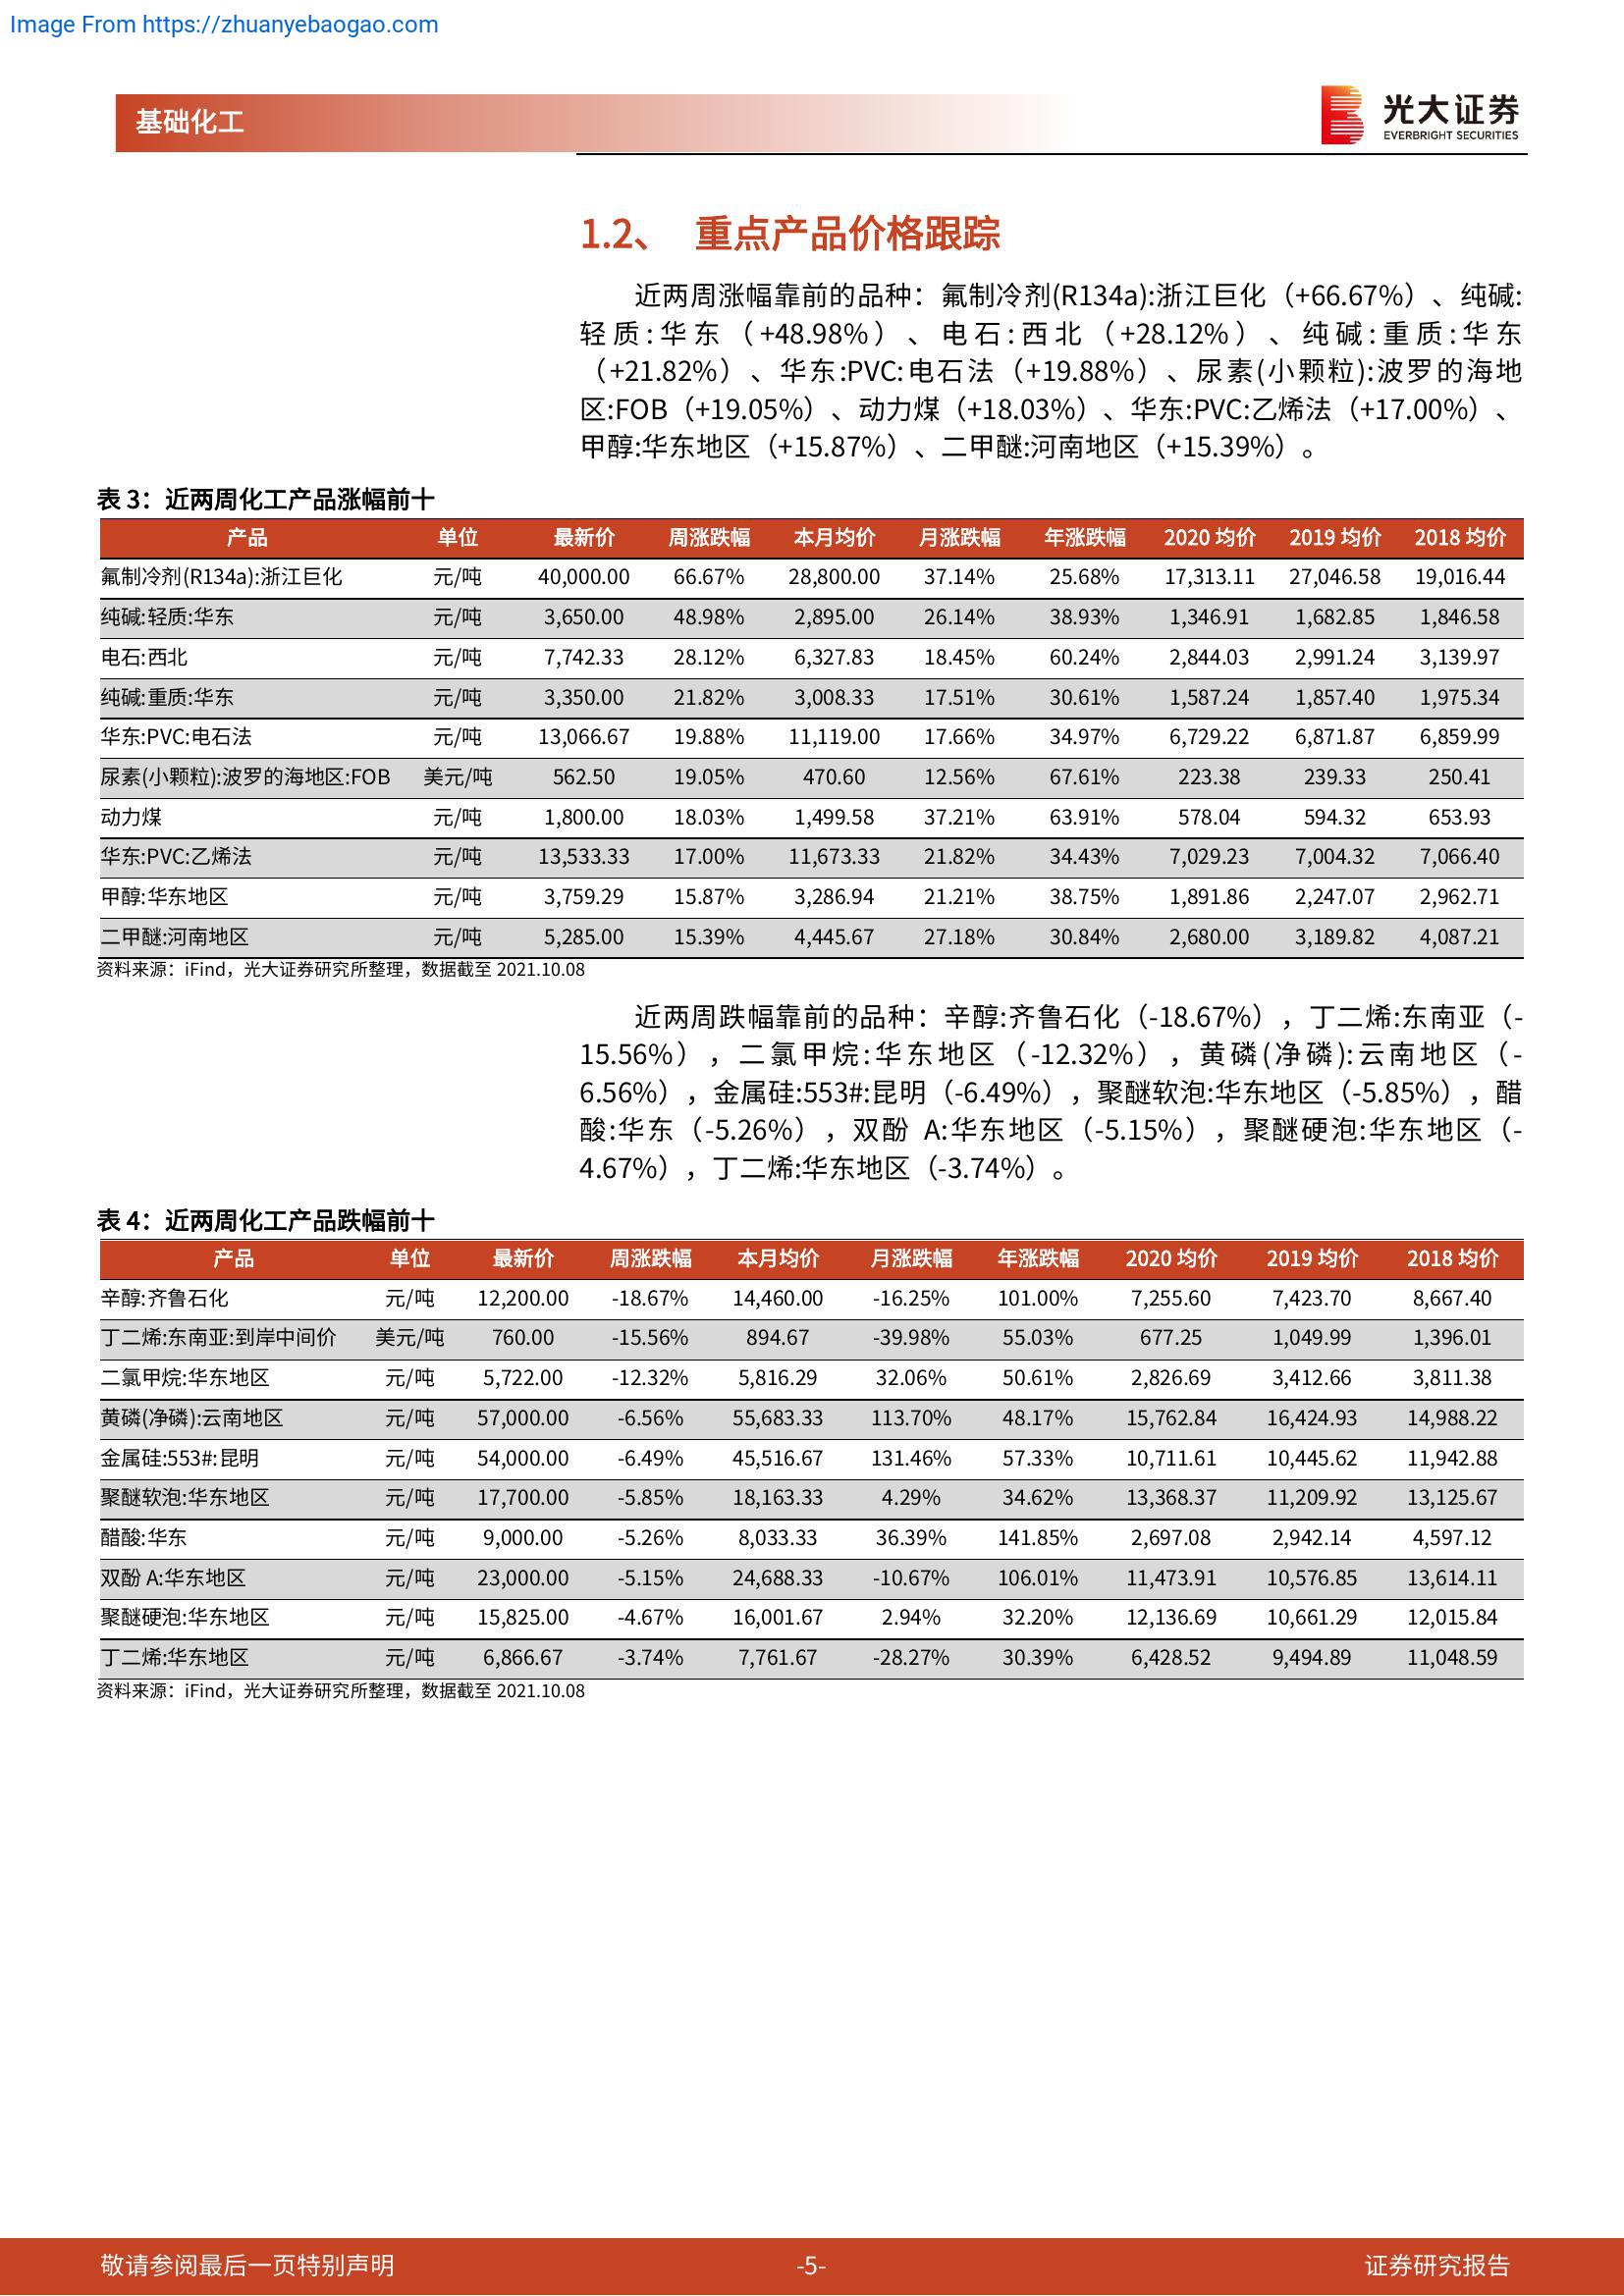 Image From https://zhuanyebaogao.com
基础化工
光大证券
EVERBRIGHT SECURITIES
1.2、 重点产品价格跟踪
近两周涨幅靠前的品种：氟制冷剂(R134a):浙江巨化（+66.67%）、纯碱:
轻质:华东（+48.98%）、电石:西北（+28.12%）、纯碱:重质:华东
（+21.82%）、华东:PVC:电石法（+19.88%）、尿素(小颗粒):波罗的海地
区:FOB（+19.05%）、动力煤（+18.03%）、华东:PVC:乙烯法（+17.00%）、
甲醇:华东地区（+15.87%）、二甲醚:河南地区（+15.39%）。
表 3：近两周化工产品涨幅前十
产品 单位 最新价 周涨跌幅 本月均价 月涨跌幅 年涨跌幅 2020 均价 2019 均价 2018 均价
氟制冷剂(R134a):浙江巨化 元/吨 40,000.00 66.67% 28,800.00 37.14% 25.68% 17,313.11 27,046.58 19,016.44
纯碱:轻质:华东 元/吨 3,650.00 48.98% 2,895.00 26.14% 38.93% 1,346.91 1,682.85 1,846.58
电石:西北 元/吨 7,742.33 28.12% 6,327.83 18.45% 60.24% 2,844.03 2,991.24 3,139.97
纯碱:重质:华东 元/吨 3,350.00 21.82% 3,008.33 17.51% 30.61% 1,587.24 1,857.40 1,975.34
华东:PVC:电石法 元/吨 13,066.67 19.88% 11,119.00 17.66% 34.97% 6,729.22 6,871.87 6,859.99
尿素(小颗粒):波罗的海地区:FOB 美元/吨 562.50 19.05% 470.60 12.56% 67.61% 223.38 239.33 250.41
动力煤 元/吨 1,800.00 18.03% 1,499.58 37.21% 63.91% 578.04 594.32 653.93
华东:PVC:乙烯法 元/吨 13,533.33 17.00% 11,673.33 21.82% 34.43% 7,029.23 7,004.32 7,066.40
甲醇:华东地区 元/吨 3,759.29 15.87% 3,286.94 21.21% 38.75% 1,891.86 2,247.07 2,962.71
二甲醚:河南地区 元/吨 5,285.00 15.39% 4,445.67 27.18% 30.84% 2,680.00 3,189.82 4,087.21
资料来源：iFind，光大证券研究所整理，数据截至 2021.10.08
近两周跌幅靠前的品种：辛醇:齐鲁石化（-18.67%），丁二烯:东南亚（-
15.56%），二氯甲烷:华东地区（-12.32%），黄磷(净磷):云南地区（-
6.56%），金属硅:553#:昆明（-6.49%），聚醚软泡:华东地区（-5.85%），醋
酸:华东（-5.26%），双酚 A:华东地区（-5.15%），聚醚硬泡:华东地区（-
4.67%），丁二烯:华东地区（-3.74%）。
表 4：近两周化工产品跌幅前十
产品 单位 最新价 周涨跌幅 本月均价 月涨跌幅 年涨跌幅 2020 均价 2019 均价 2018 均价
辛醇:齐鲁石化 元/吨 12,200.00 -18.67% 14,460.00 -16.25% 101.00% 7,255.60 7,423.70 8,667.40
丁二烯:东南亚:到岸中间价 美元/吨 760.00 -15.56% 894.67 -39.98% 55.03% 677.25 1,049.99 1,396.01
二氯甲烷:华东地区 元/吨 5,722.00 -12.32% 5,816.29 32.06% 50.61% 2,826.69 3,412.66 3,811.38
黄磷(净磷):云南地区 元/吨 57,000.00 -6.56% 55,683.33 113.70% 48.17% 15,762.84 16,424.93 14,988.22
金属硅:553#:昆明 元/吨 54,000.00 -6.49% 45,516.67 131.46% 57.33% 10,711.61 10,445.62 11,942.88
聚醚软泡:华东地区 元/吨 17,700.00 -5.85% 18,163.33 4.29% 34.62% 13,368.37 11,209.92 13,125.67
醋酸:华东 元/吨 9,000.00 -5.26% 8,033.33 36.39% 141.85% 2,697.08 2,942.14 4,597.12
双酚 A:华东地区 元/吨 23,000.00 -5.15% 24,688.33 -10.67% 106.01% 11,473.91 10,576.85 13,614.11
聚醚硬泡:华东地区 元/吨 15,825.00 -4.67% 16,001.67 2.94% 32.20% 12,136.69 10,661.29 12,015.84
丁二烯:华东地区 元/吨 6,866.67 -3.74% 7,761.67 -28.27% 30.39% 6,428.52 9,494.89 11,048.59
资料来源：iFind，光大证券研究所整理，数据截至 2021.10.08
敬请参阅最后一页特别声明 -5- 证券研究报告